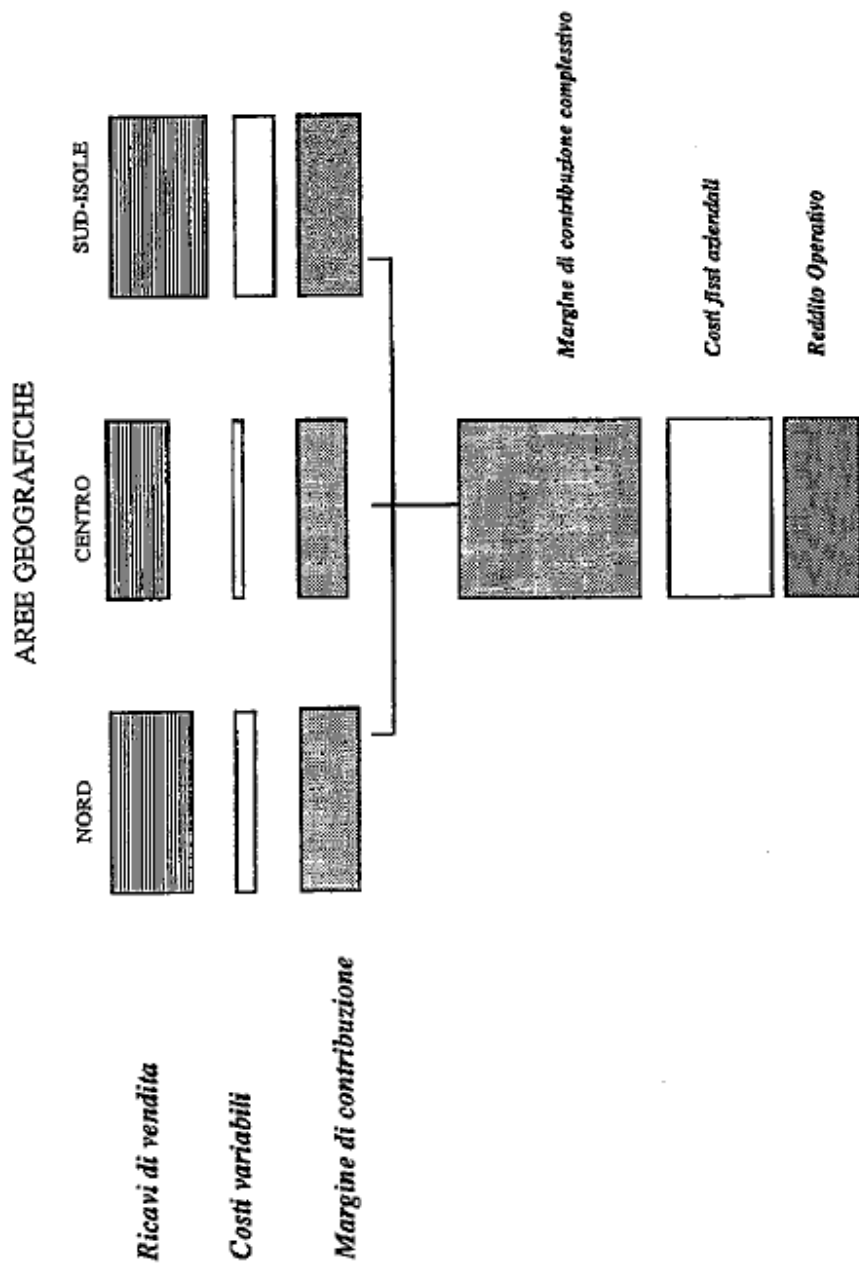 AREE GEOGRAFICHE
NORD
CENTRO
SUD-ISOLE
Ricavi di vendita
Costi variabili
Margine di contribuzione
Margine di contribuzione complessivo
Costi fissi aziendali
Reddito Operativo